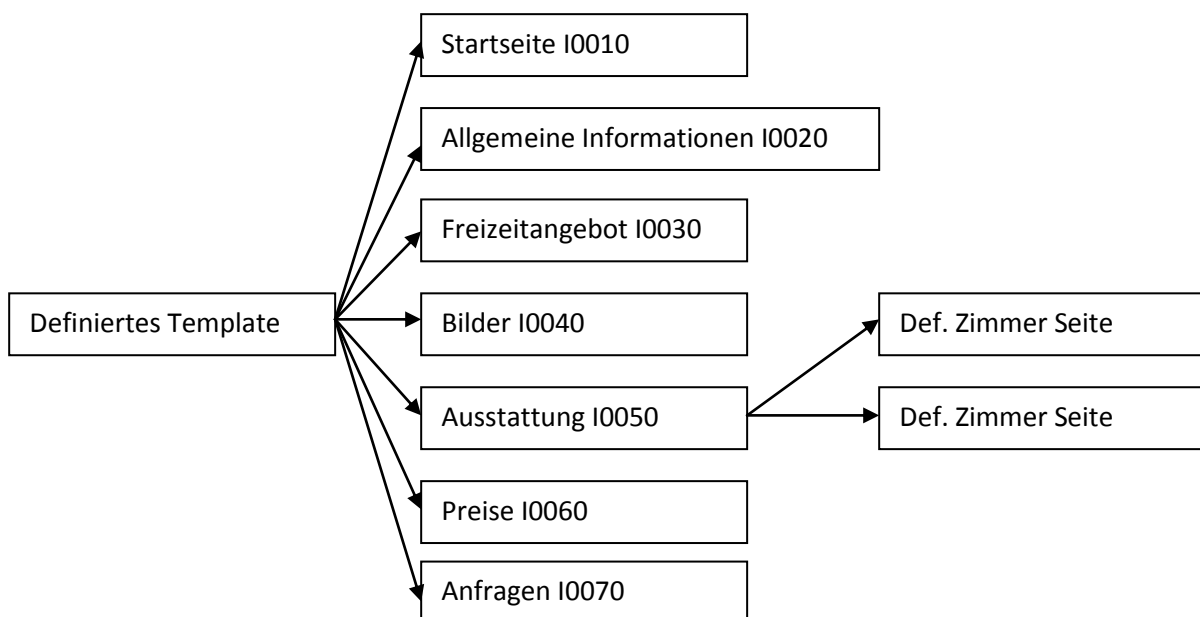 Startseite I0010
Allgemeine Informationen I0020
Freizeitangebot I0030
Definiertes Template
Bilder I0040
Def. Zimmer Seite
Ausstattung I0050
Def. Zimmer Seite
Preise I0060
Anfragen I0070